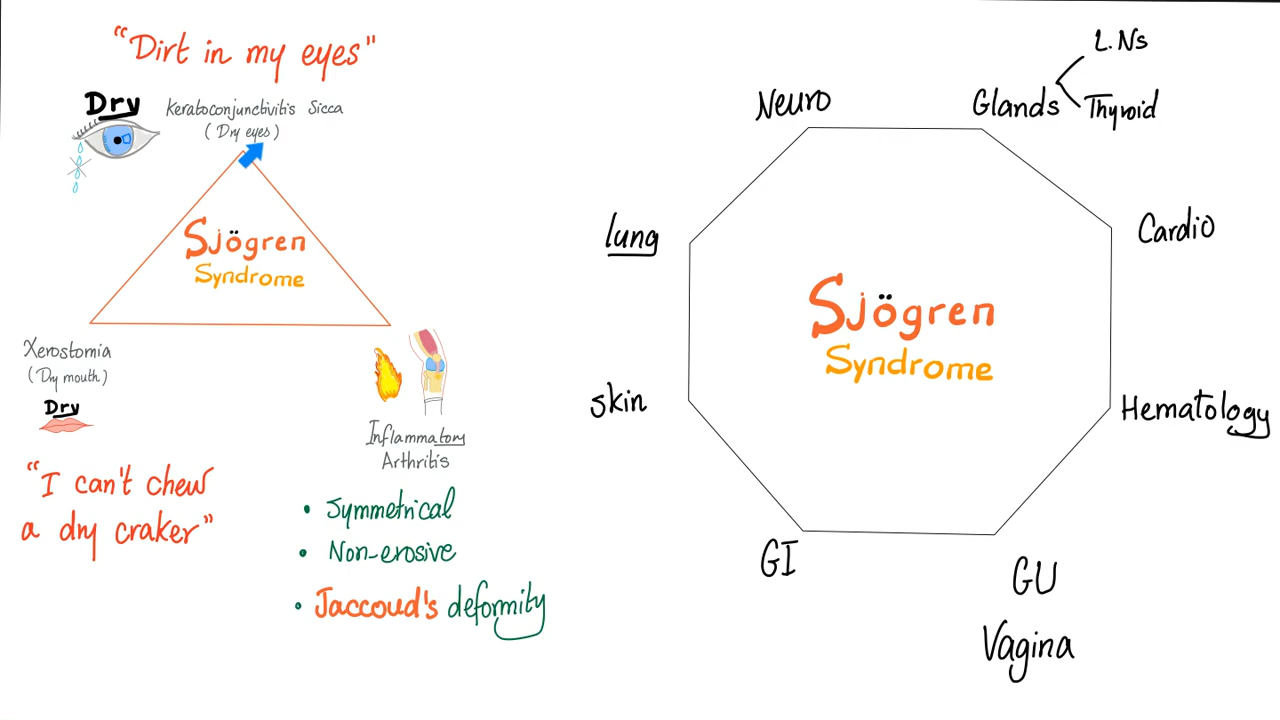 “Dirt in my eyes”
Dry
Keratoconjunctivitis Sicca
(Dry eyes)
Sjögren
Syndrome
Xerostomia
(Dry mouth)
Dry
Inflammatory
Arthritis
“I can't chew
a dry craker”
• Symmetrical
• Non-erosive
• Jaccoud's deformity
Neuro
Glands
L.Ns
Thyroid
lung
Cardio
Sjögren
Syndrome
skin
Hematology
GI
GU
Vagina